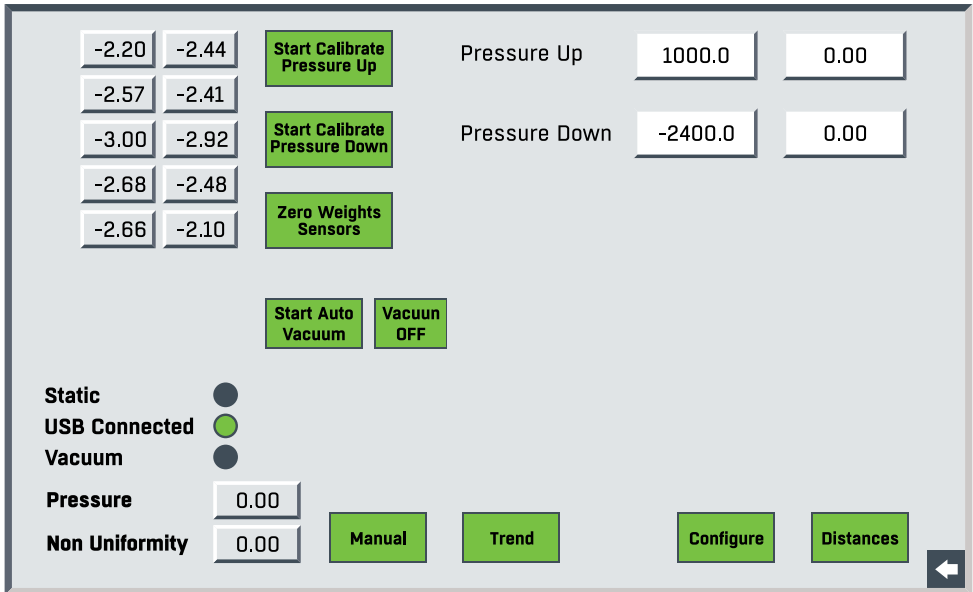 -2.20 -2.44
-2.57 -2.41
-3.00 -2.92
-2.68 -2.48
-2.66 -2.10
Start Calibrate
Pressure Up
Start Calibrate
Pressure Down
Zero Weights
Sensors
Pressure Up 1000.0 0.00
Pressure Down -2400.0 0.00
Start Auto
Vacuum
Vacuun
OFF
Static
USB Connected
Vacuum
Pressure 0.00
Non Uniformity 0.00
Manual Trend Configure Distances